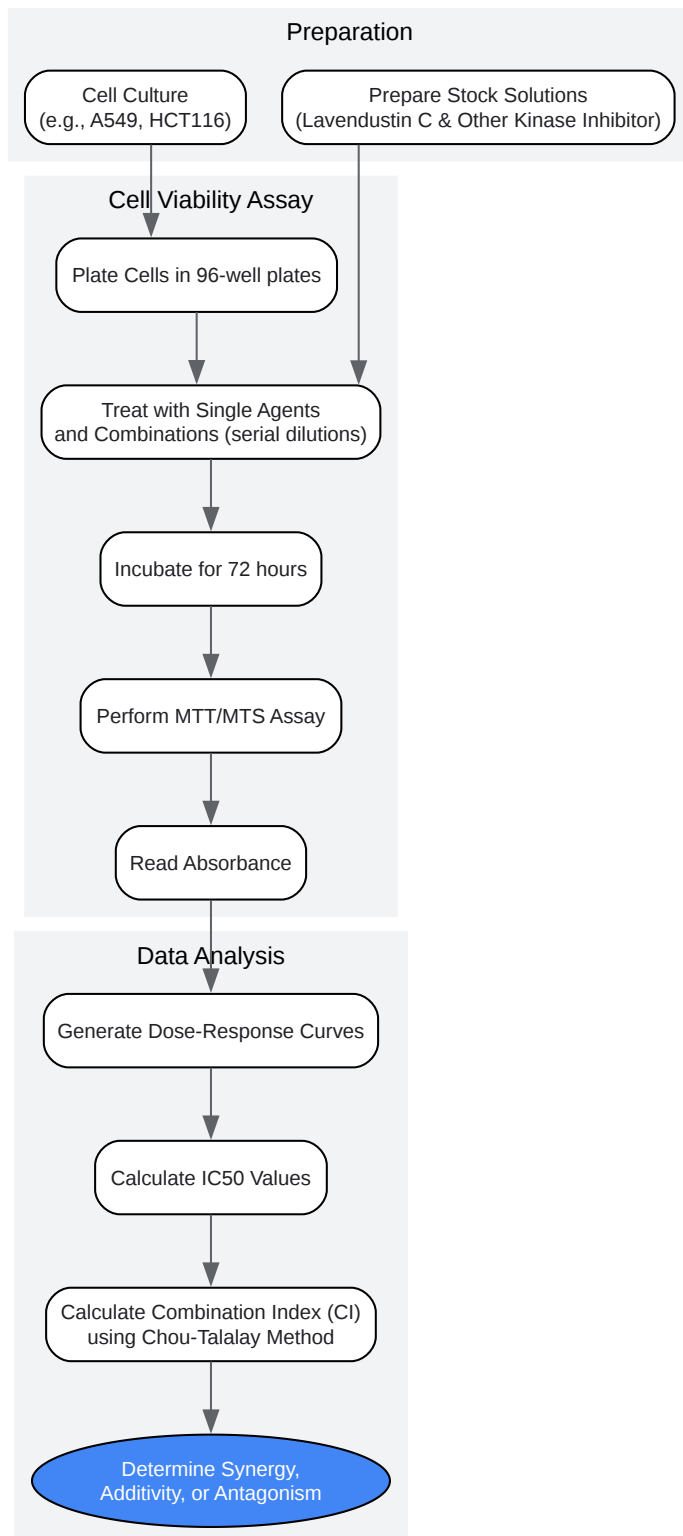 Preparation
Cell Culture
(e.g., A549, HCT116)
Prepare Stock Solutions
(Lavendustin C & Other Kinase Inhibitor)
Cell Viability Assay
Plate Cells in 96-well plates
Treat with Single Agents
and Combinations (serial dilutions)
Incubate for 72 hours
Perform MTT/MTS Assay
Read Absorbance
Data Analysis
Generate Dose-Response Curves
Calculate IC50 Values
Calculate Combination Index (CI)
using Chou-Talalay Method
Determine Synergy,
Additivity, or Antagonism